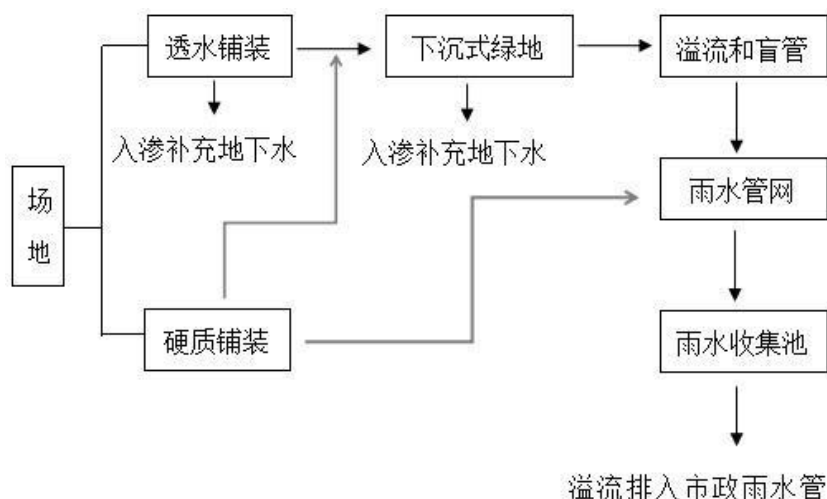 透水铺装
下沉式绿地
溢流和盲管
入渗补充地下水
入渗补充地下水
场地
雨水管网
硬质铺装
雨水收集池
溢流排入市政雨水管